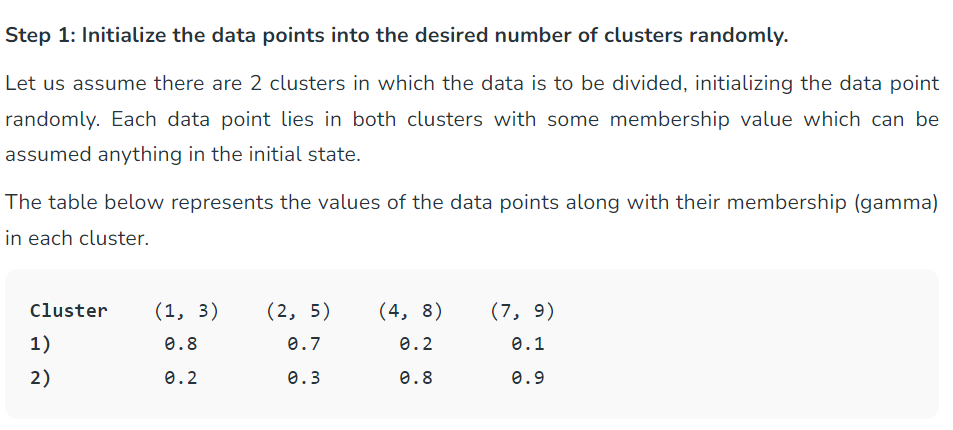 Step 1: Initialize the data points into the desired number of clusters randomly.
Let us assume there are 2 clusters in which the data is to be divided, initializing the data point
randomly. Each data point lies in both clusters with some membership value which can be
assumed anything in the initial state.
The table below represents the values of the data points along with their membership (gamma)
in each cluster.
Cluster (1, 3) (2, 5) (4, 8) (7, 9)
1) 0.8 0.7 0.2 0.1
2) 0.2 0.3 0.8 0.9